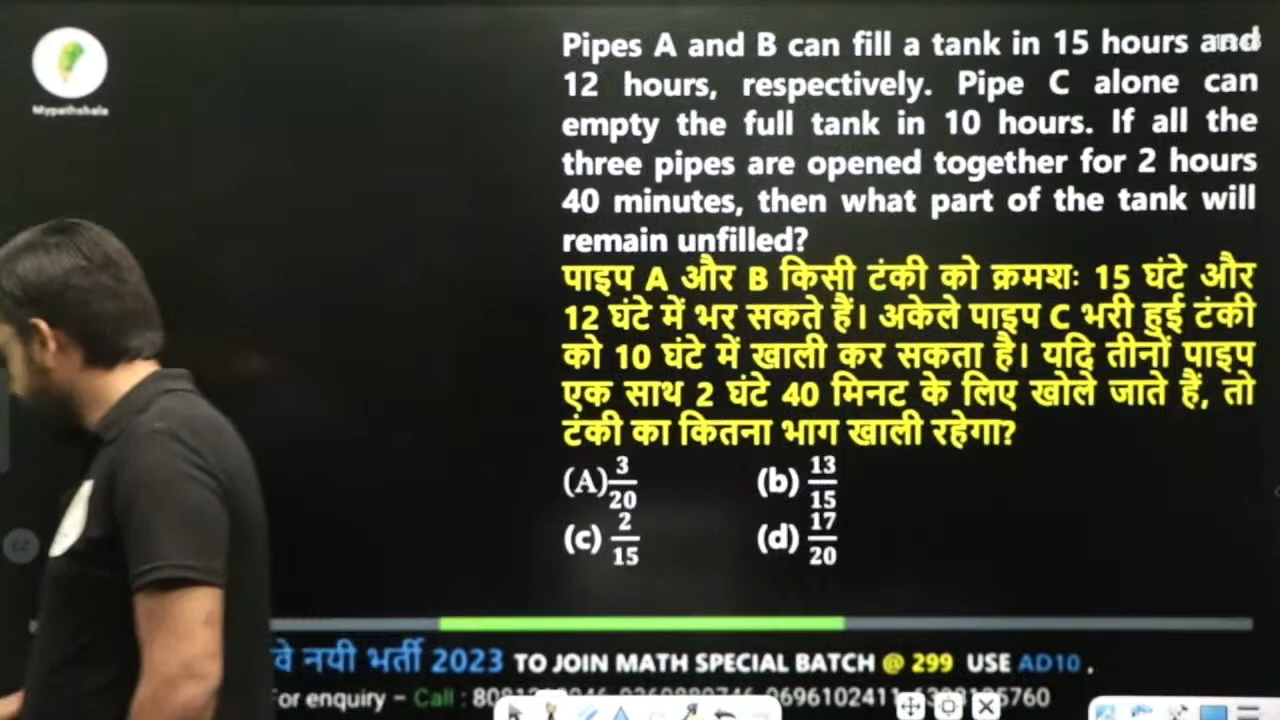 Mypathshala
Pipes A and B can fill a tank in 15 hours and
12 hours, respectively. Pipe C alone can
empty the full tank in 10 hours. If all the
three pipes are opened together for 2 hours
40 minutes, then what part of the tank will
remain unfilled?
पाइप A और B किसी टंकी को क्रमशः 15 घंटे और
12 घंटे में भर सकते हैं। अकेले पाइप C भरी हुई टंकी
को 10 घंटे में खाली कर सकता है। यदि तीनों पाइप
एक साथ 2 घंटे 40 मिनट के लिए खोले जाते हैं, तो
टंकी का कितना भाग खाली रहेगा?
(A) 3/20 (b) 13/15
(c) 2/15 (d) 17/20
वे नयी भर्ती 2023 TO JOIN MATH SPECIAL BATCH @ 299 USE AD10 .
For enquiry – Call :